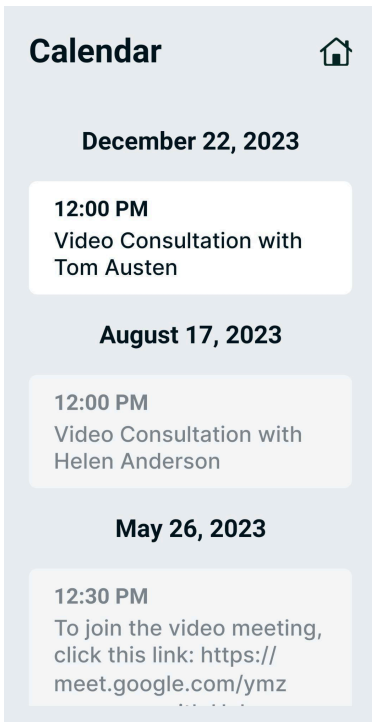 Calendar
December 22, 2023
12:00 PM
Video Consultation with
Tom Austen
August 17, 2023
12:00 PM
Video Consultation with
Helen Anderson
May 26, 2023
12:30 PM
To join the video meeting,
click this link: https://
meet.google.com/ymz